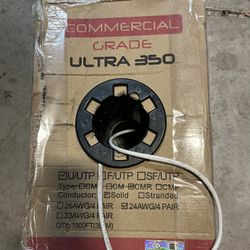 COMMERCIAL
GRADE
ULTRA 350
☑U/UTP ☐F/UTP ☐SF/UTP
Type: ☐CM ☐CM ☑CMR ☐CMP
Conductor: ☑Solid ☐Stranded
☐26AWG/4 PAIR ☑24AWG/4 PAIR
☐23AWG/4 PAIR
QTY: 1000FT